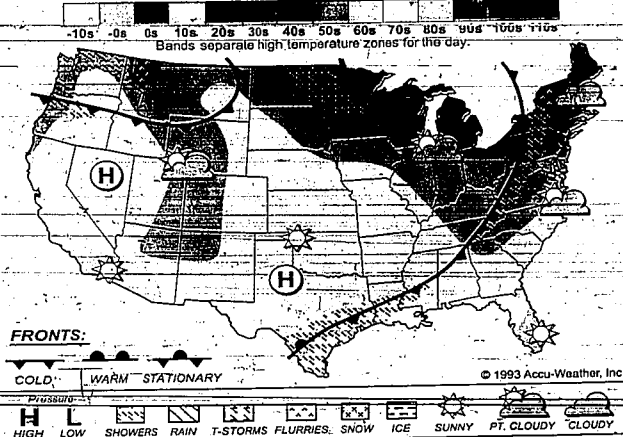 -10s -0s 0s 10s 20s 30s 40s 50s 60s 70s 80s 90s 100s 110s
Bands separate high temperature zones for the day.
H
H
FRONTS:
COLD WARM STATIONARY
© 1993 Accu-Weather, Inc
Pressure
H L
HIGH LOW SHOWERS RAIN T-STORMS FLURRIES SNOW ICE SUNNY PT. CLOUDY CLOUDY